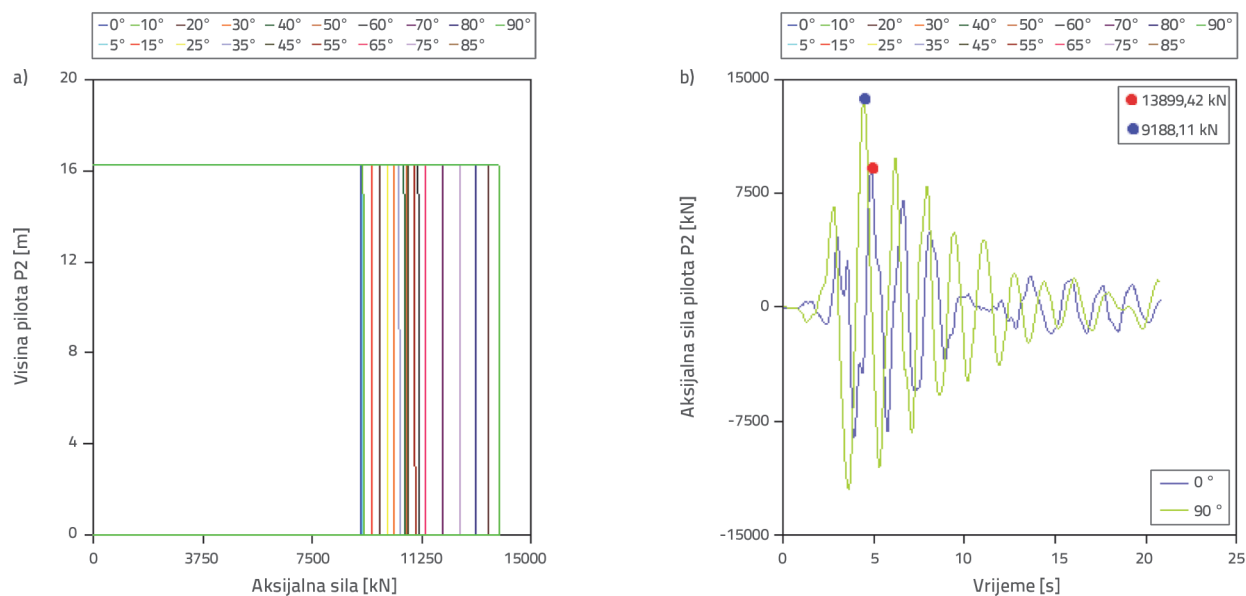 0° 10° 20° 30° 40° 50° 60° 70° 80° 90°
5° 15° 25° 35° 45° 55° 65° 75° 85°
a)
20
16
12
8
4
0
Visina pilota P2 [m]
0 3750 7500 11250 15000
Aksijalna sila [kN]
0° 10° 20° 30° 40° 50° 60° 70° 80° 90°
5° 15° 25° 35° 45° 55° 65° 75° 85°
b)
15000
7500
0
-7500
-15000
Aksijalna sila pilota P2 [kN]
13899,42 kN
9188,11 kN
0 °
90 °
0 5 10 15 20 25
Vrijeme [s]